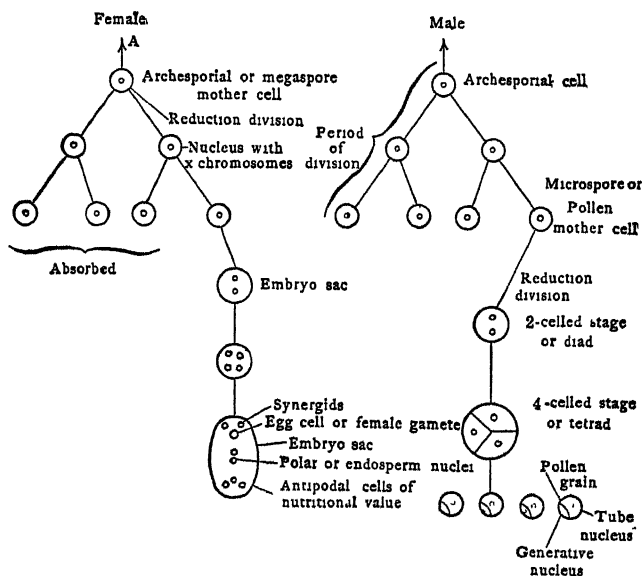 Female
A
Archesporial or megaspore
mother cell
Reduction division
Nucleus with
x chromosomes
Absorbed
Embryo sac
Synergids
Egg cell or female gamete
Embryo sac
Polar or endosperm nuclei
Antipodal cells of
nutritional value
Male
Archesporial cell
Period
of
division
Microspore or
Pollen
mother cell
Reduction
division
2-celled stage
or diad
4-celled stage
or tetrad
Pollen
grain
Tube
nucleus
Generative
nucleus